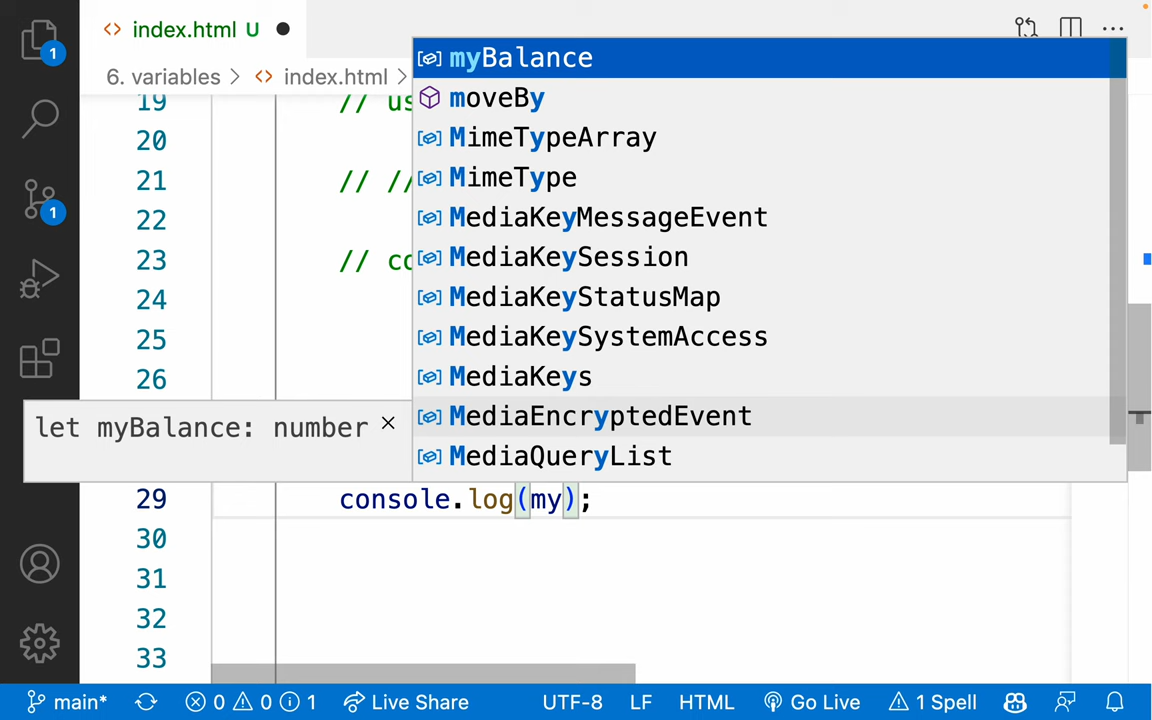 index.html U
1
6. variables > index.html >
myBalance
moveBy
MimeTypeArray
MimeType
MediaKeyMessageEvent
MediaKeySession
MediaKeyStatusMap
MediaKeySystemAccess
MediaKeys
MediaEncryptedEvent
MediaQueryList
19 // us
20
21 // //
1
22
23 // co
24
25
26
let myBalance: number ×
29 console.log(my);
30
31
32
33
main* 0 0 1 Live Share UTF-8 LF HTML Go Live 1 Spell